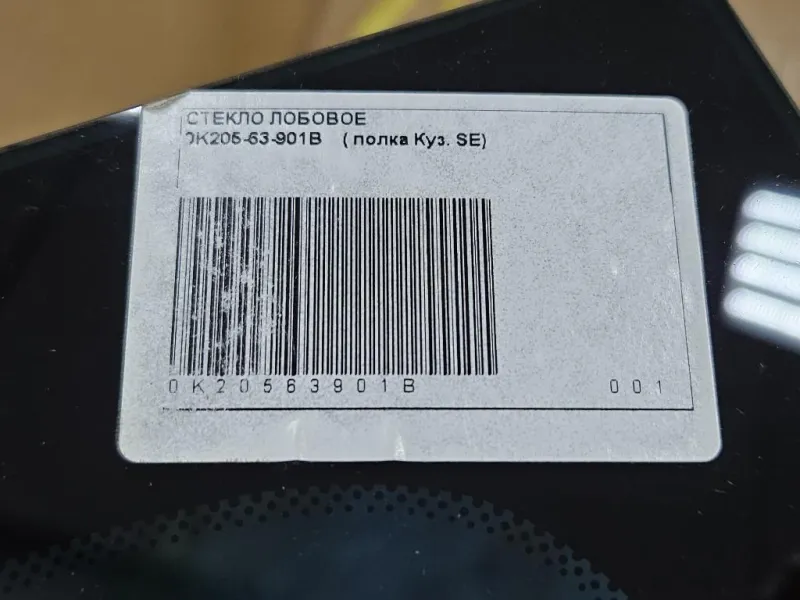 СТЕКЛО ЛОБОВОЕ
0K205-63-901B ( полка Куз. SE)
0K20563901B 001